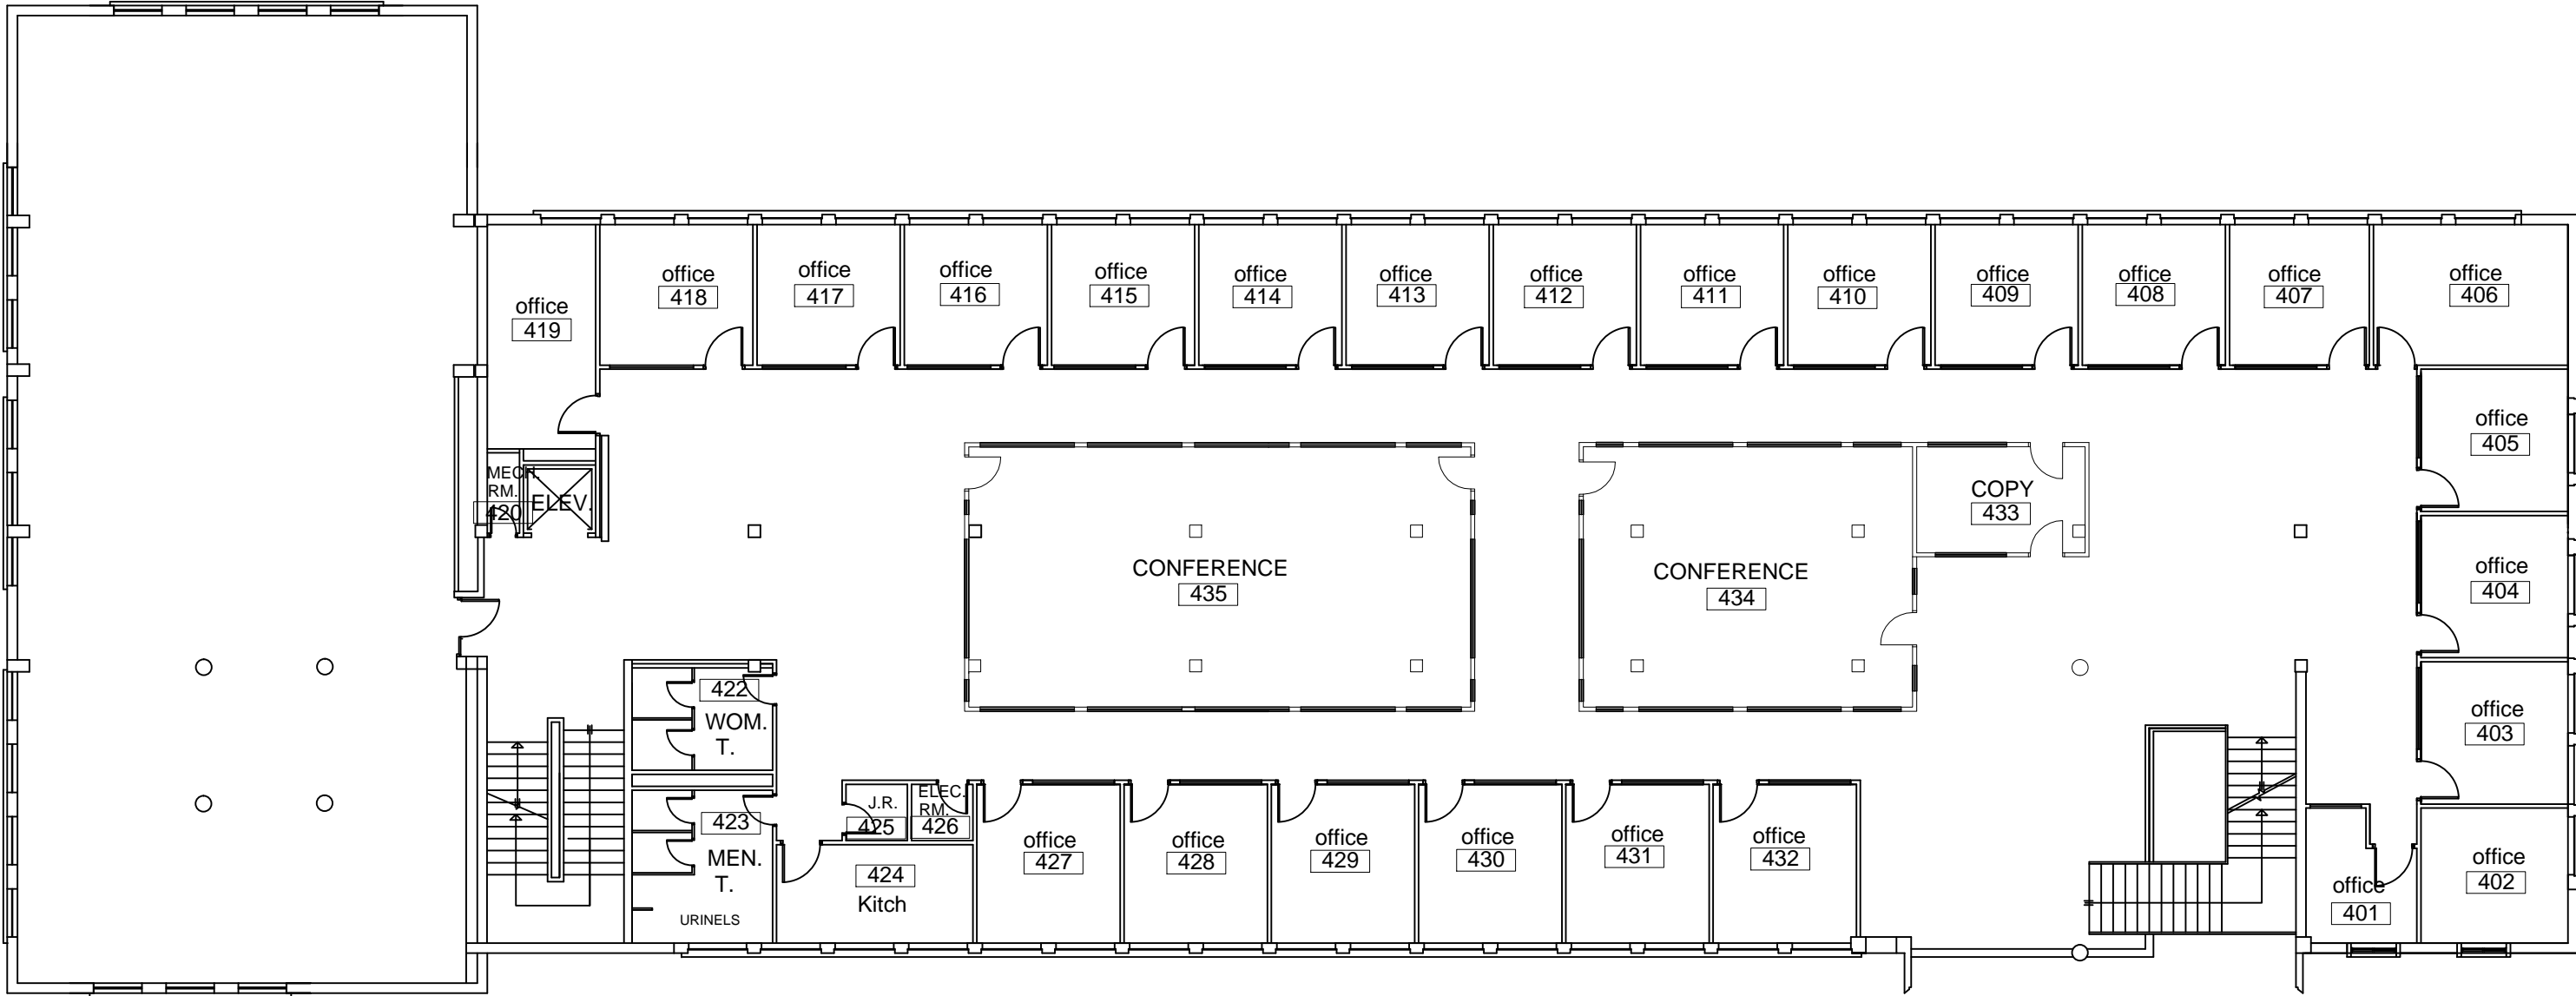 office
418
office
417
office
416
office
415
office
414
office
413
office
412
office
411
office
410
office
409
office
408
office
407
office
406
office
419
office
405
MECH.
RM.
420
ELEV.
COPY
433
CONFERENCE
435
CONFERENCE
434
office
404
422
WOM.
T.
office
403
423
MEN.
T.
URINELS
J.R.
425
ELEC.
RM.
426
424
Kitch
office
427
office
428
office
429
office
430
office
431
office
432
office
401
office
402